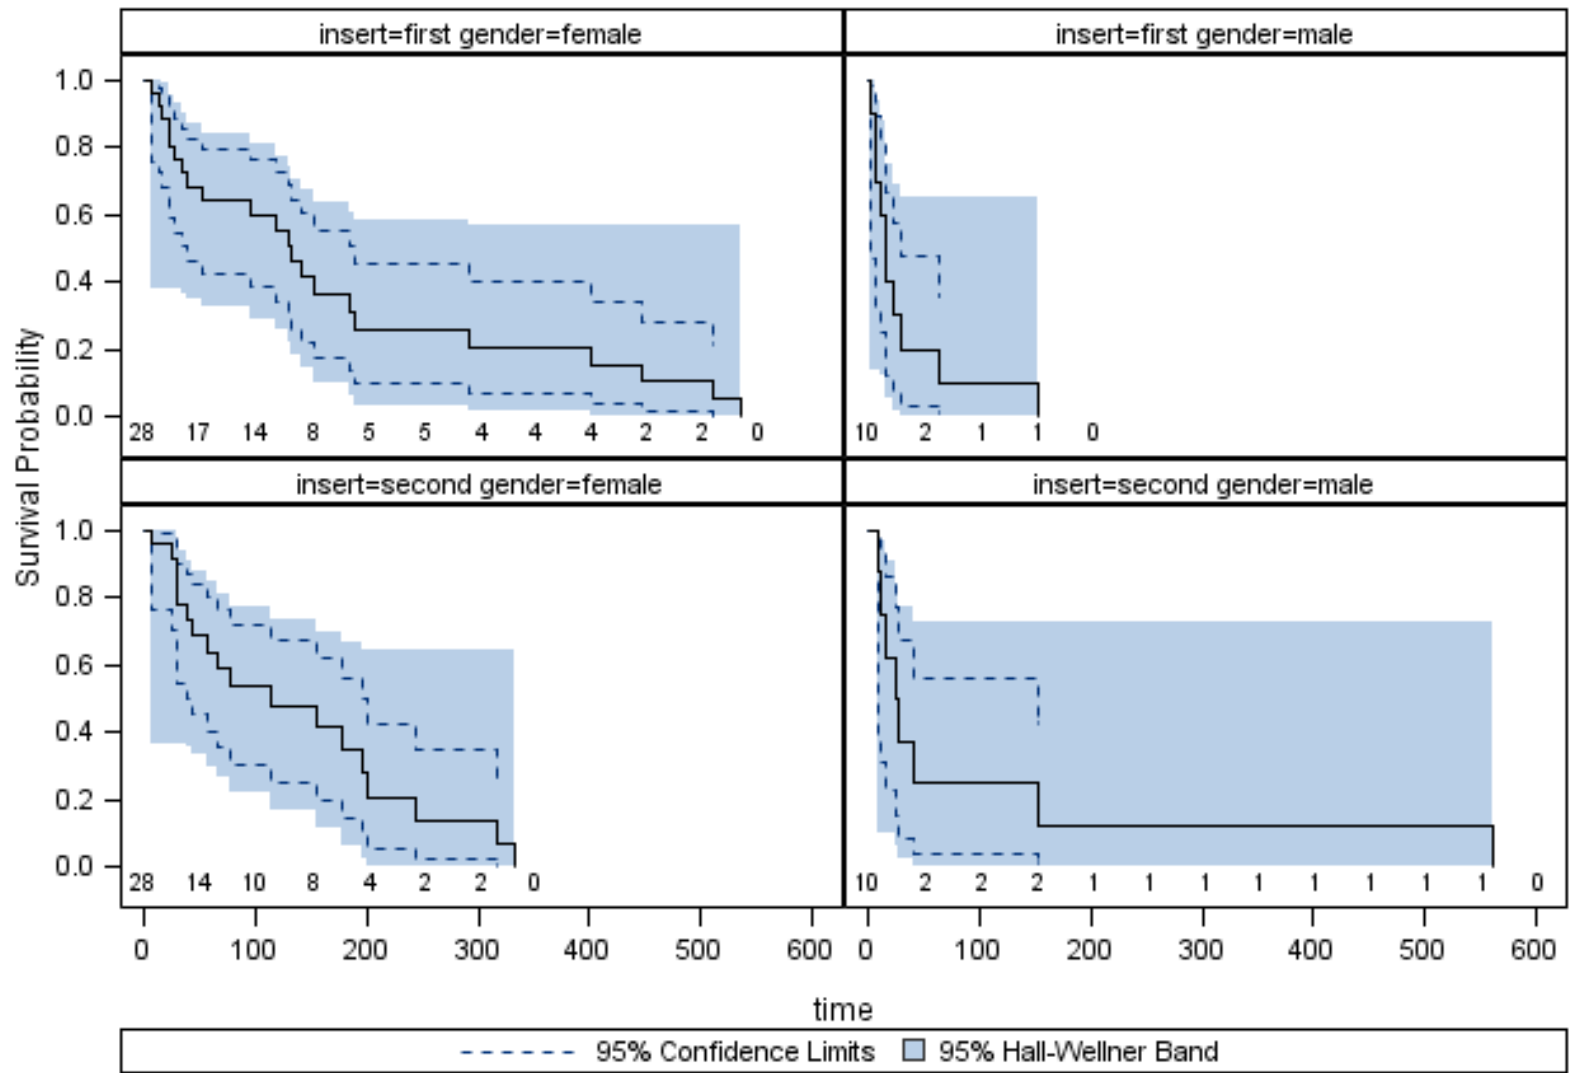 insert=first gender=female
insert=first gender=male
1.0
0.8
0.6
0.4
0.2
0.0
28 17 14 8 5 5 4 4 4 2 2 0
10 2 1 1 0
Survival Probability
insert=second gender=female
insert=second gender=male
1.0
0.8
0.6
0.4
0.2
0.0
28 14 10 8 4 2 2 0
10 2 2 2 1 1 1 1 1 1 1 0
0 100 200 300 400 500 600
0 100 200 300 400 500 600
time
95% Confidence Limits
95% Hall-Wellner Band